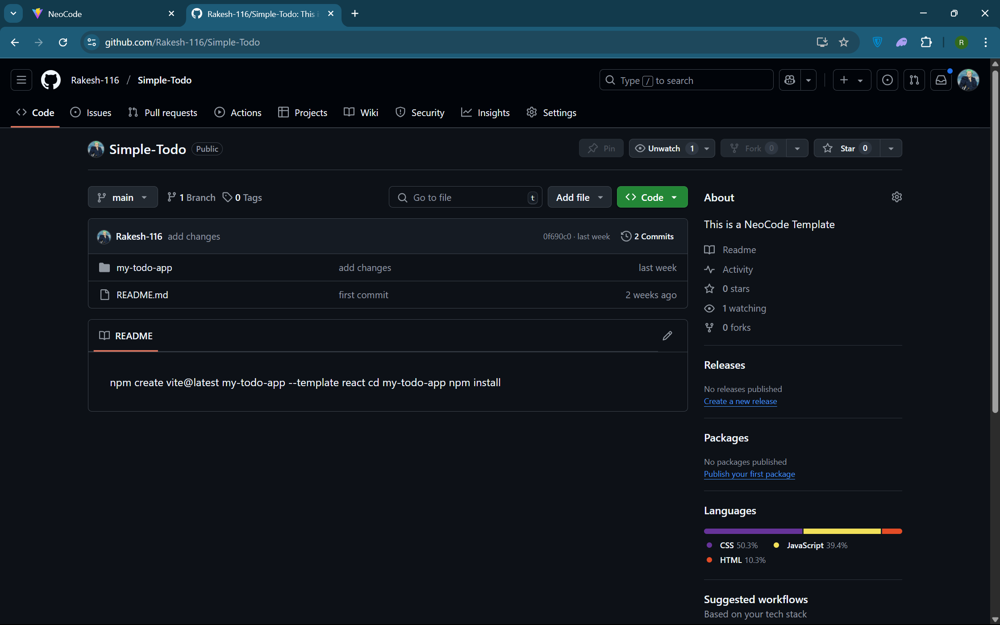 NeoCode
Rakesh-116/Simple-Todo: This i
github.com/Rakesh-116/Simple-Todo
R
Rakesh-116 / Simple-Todo
Type / to search
Code Issues Pull requests Actions Projects Wiki Security Insights Settings
Simple-Todo Public
Pin Unwatch 1 Fork 0 Star 0
main 1 Branch 0 Tags
Go to file t
Add file
Code
Rakesh-116 add changes
0f690c0 · last week 2 Commits
my-todo-app add changes last week
README.md first commit 2 weeks ago
README
npm create vite@latest my-todo-app --template react cd my-todo-app npm install
About
This is a NeoCode Template
Readme
Activity
0 stars
1 watching
0 forks
Releases
No releases published
Create a new release
Packages
No packages published
Publish your first package
Languages
CSS 50.3% JavaScript 39.4%
HTML 10.3%
Suggested workflows
Based on your tech stack